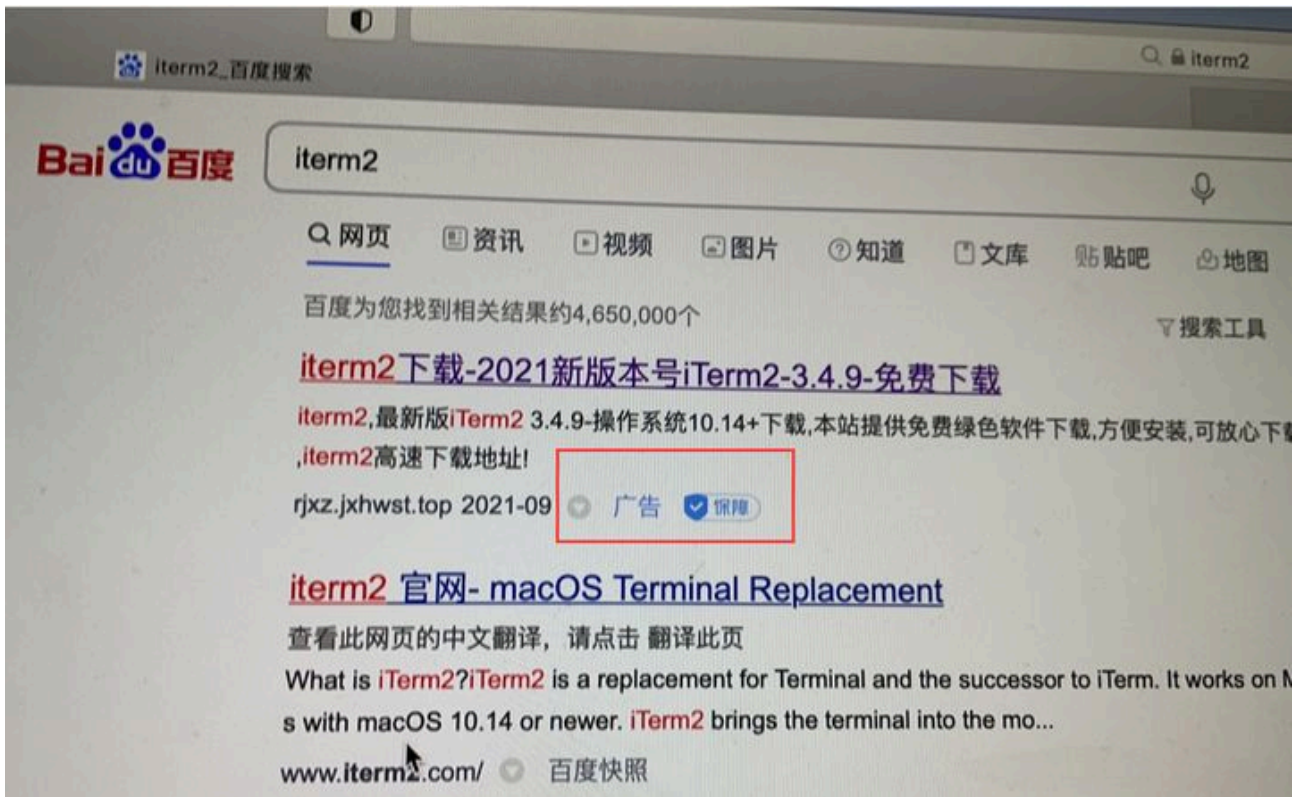 iterm2
iterm2_百度搜索
Bai du 百度
iterm2
网页 资讯 视频 图片 知道 文库 贴吧 地图
百度为您找到相关结果约4,650,000个
搜索工具
iterm2下载-2021新版本号iTerm2-3.4.9-免费下载
iterm2,最新版iTerm2 3.4.9-操作系统10.14+下载,本站提供免费绿色软件下载,方便安装,可放心下载
,iterm2高速下载地址!
rjxz.jxhwst.top 2021-09 广告 保障
iterm2 官网- macOS Terminal Replacement
查看此网页的中文翻译，请点击 翻译此页
What is iTerm2?iTerm2 is a replacement for Terminal and the successor to iTerm. It works on M
s with macOS 10.14 or newer. iTerm2 brings the terminal into the mo...
www.iterm2.com/ 百度快照